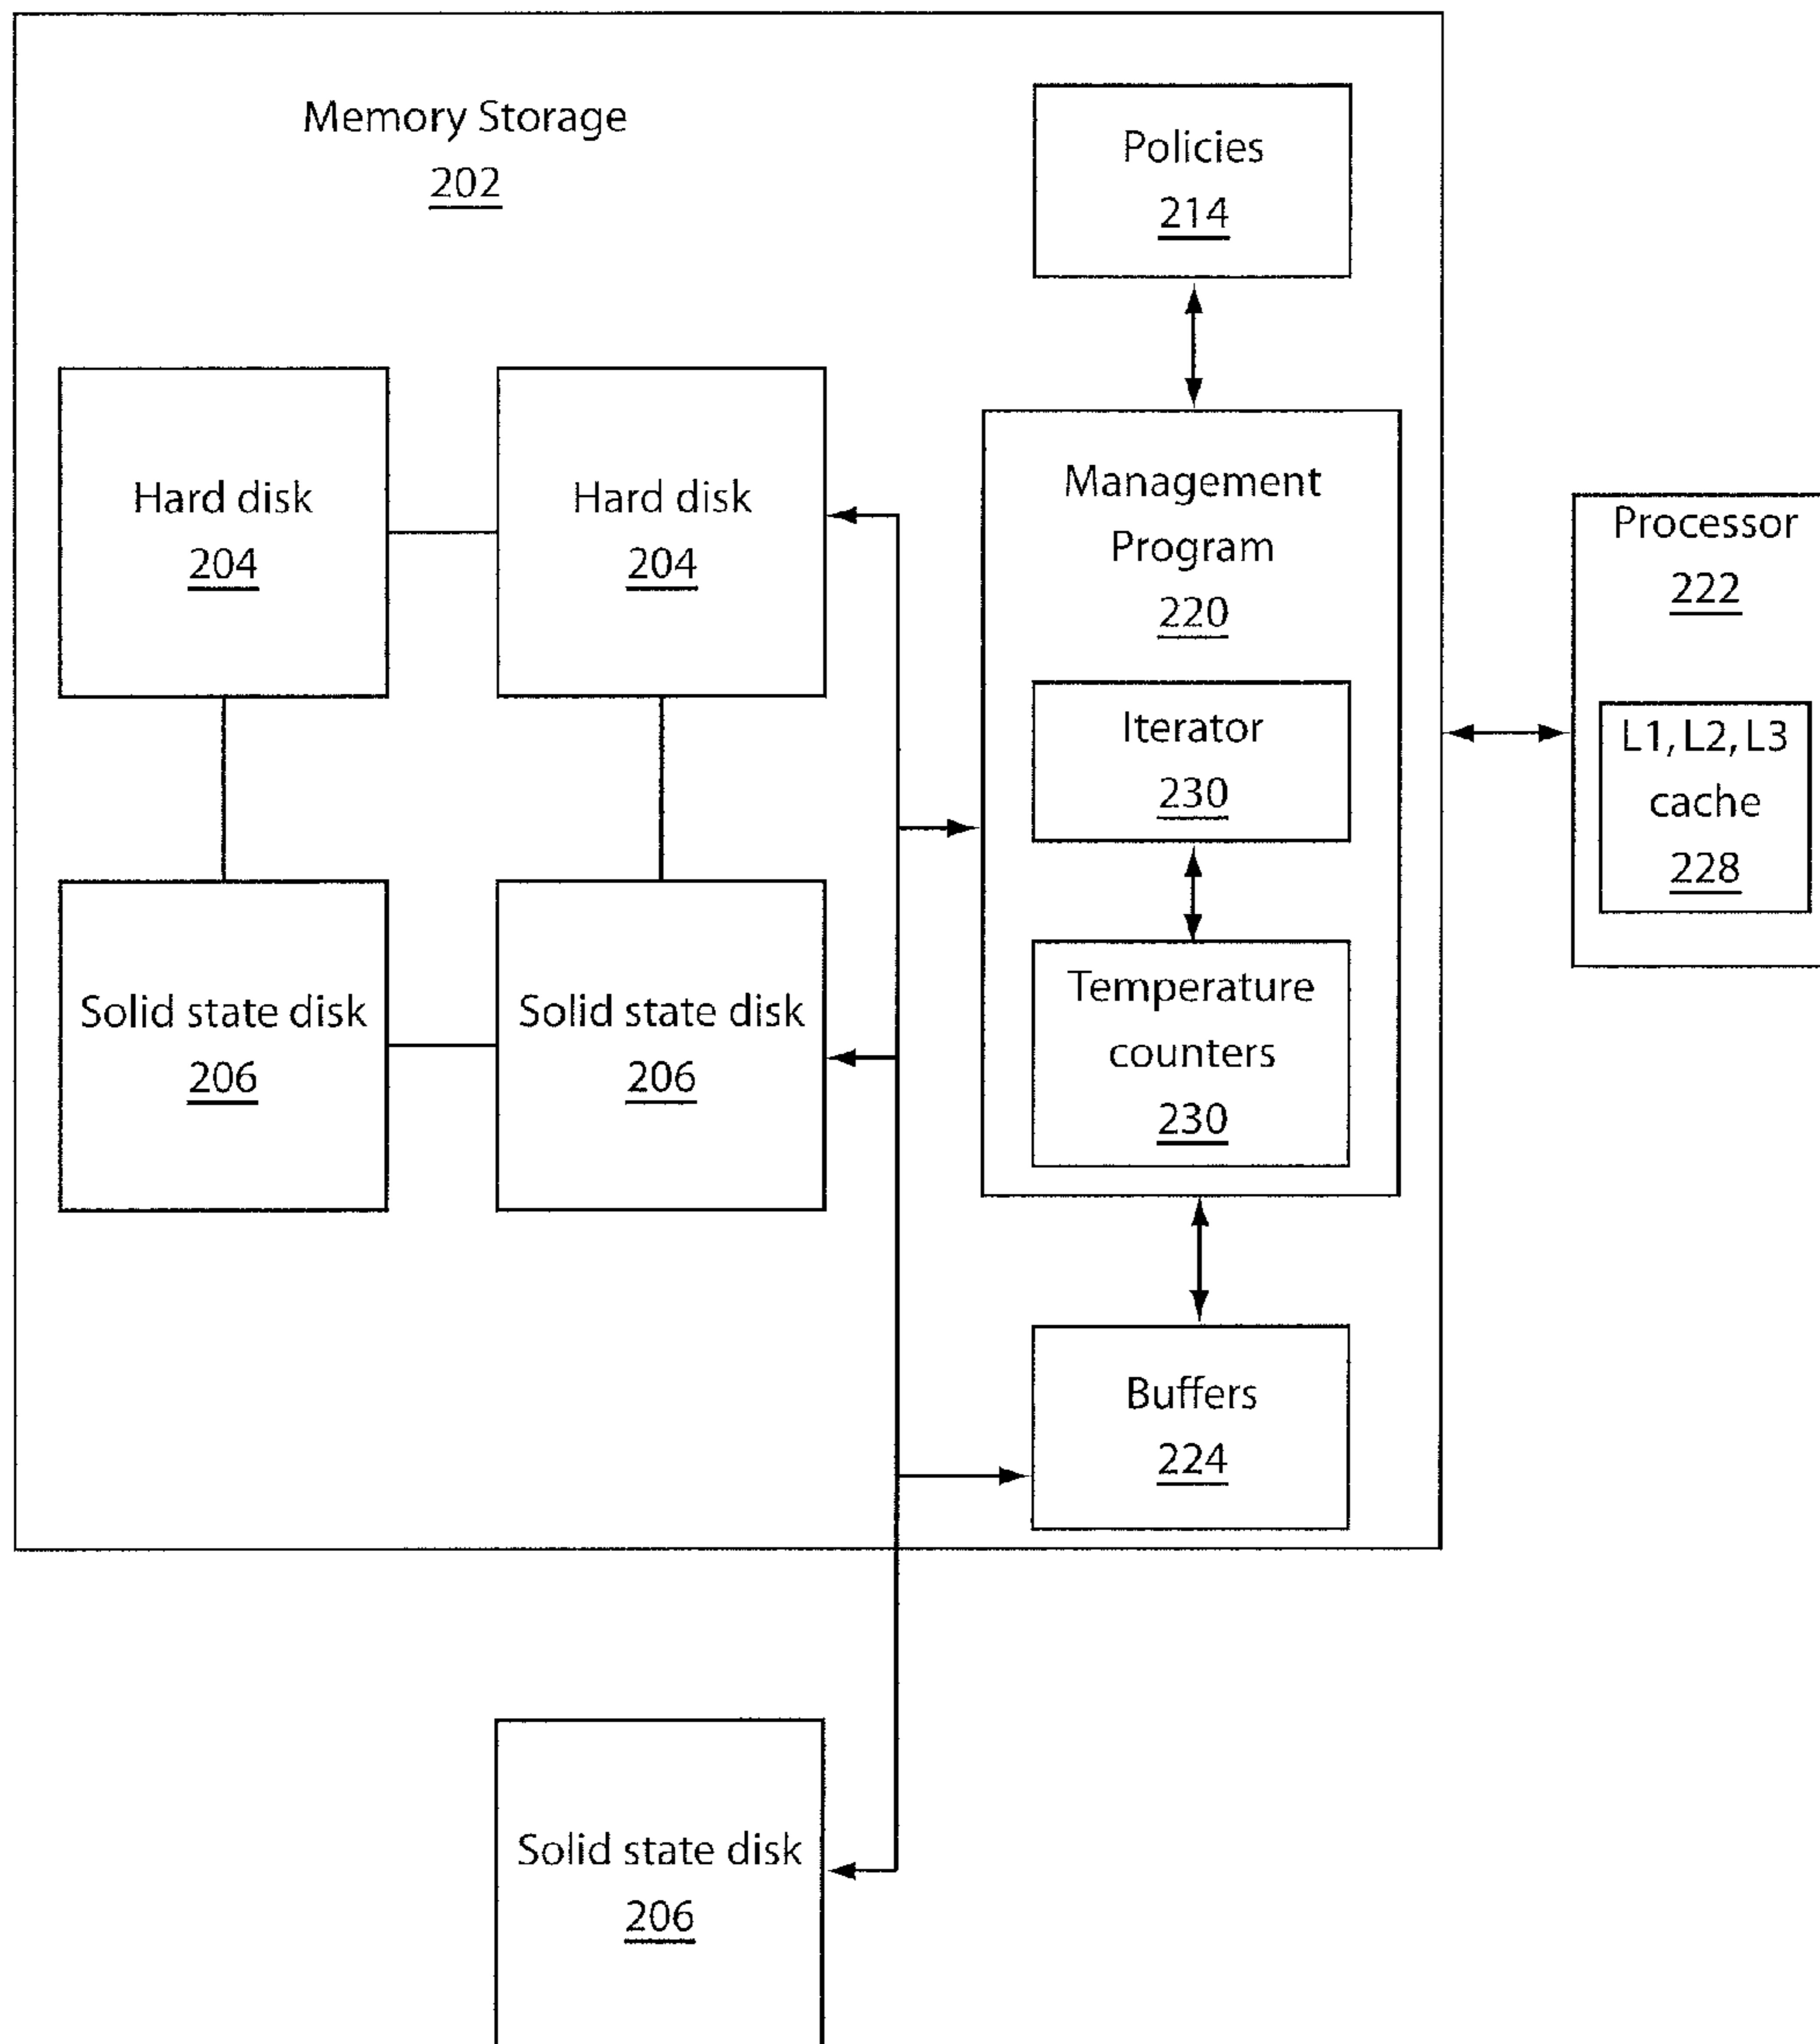 Memory Storage
202
Policies
214
Hard disk
204
Hard disk
204
Management
Program
220
Iterator
230
Temperature
counters
230
Processor
222
L1, L2, L3
cache
228
Solid state disk
206
Solid state disk
206
Buffers
224
Solid state disk
206